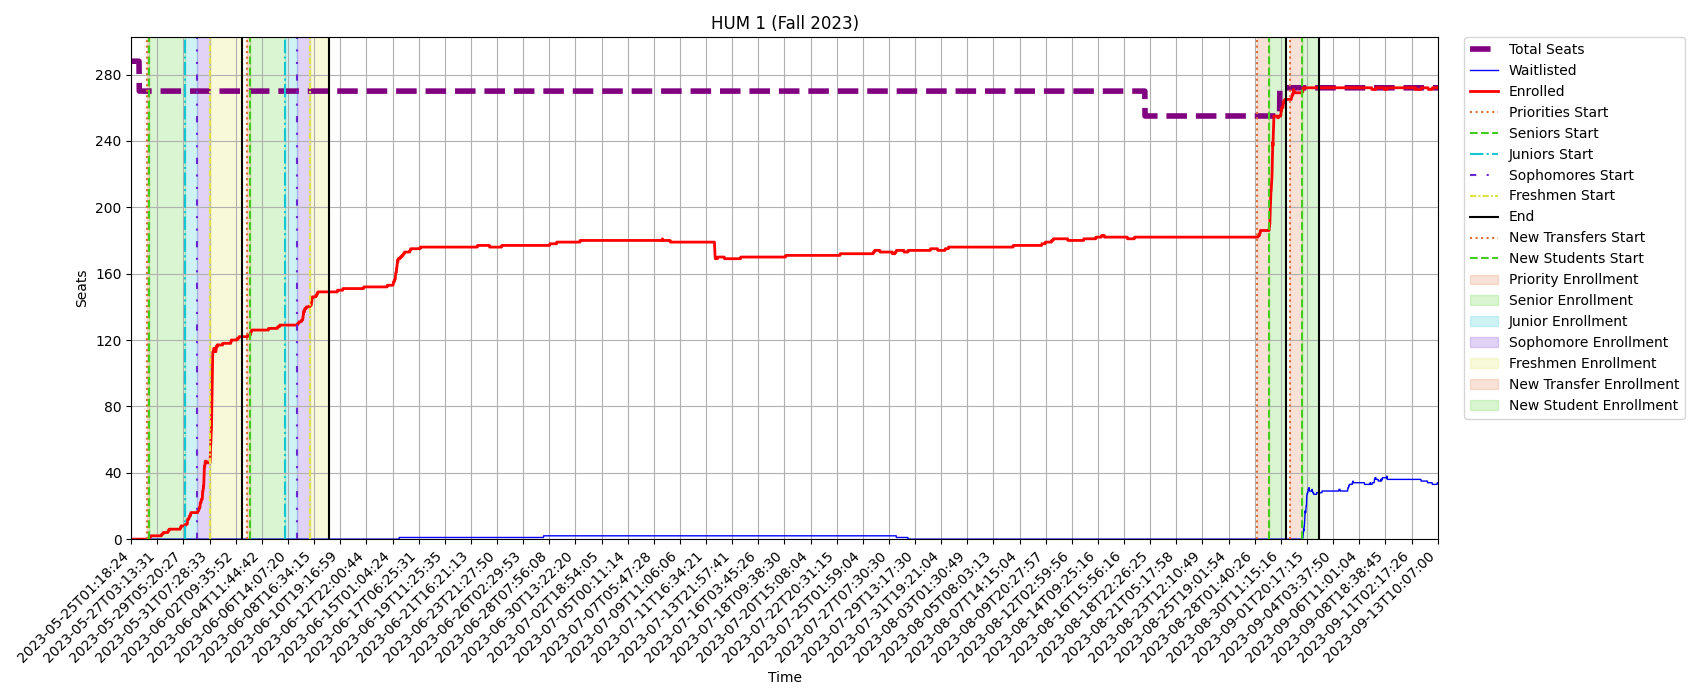 HUM 1 (Fall 2023)
Seats
280
240
200
160
120
80
40
0
2023-05-25T01:18:24
2023-05-27T03:13:31
2023-05-29T05:20:27
2023-05-31T07:28:33
2023-06-02T09:35:52
2023-06-04T11:44:42
2023-06-06T14:07:20
2023-06-08T16:34:15
2023-06-10T19:16:59
2023-06-12T22:00:44
2023-06-15T01:04:24
2023-06-17T06:25:31
2023-06-19T11:25:35
2023-06-21T16:21:13
2023-06-23T21:27:50
2023-06-26T02:29:53
2023-06-28T07:56:08
2023-06-30T13:22:20
2023-07-02T18:54:05
2023-07-05T00:11:14
2023-07-07T05:47:28
2023-07-09T11:06:06
2023-07-11T16:34:21
2023-07-13T21:57:41
2023-07-16T03:45:26
2023-07-18T09:38:30
2023-07-20T15:08:04
2023-07-22T20:31:15
2023-07-25T01:59:04
2023-07-27T07:30:30
2023-07-29T13:17:30
2023-07-31T19:21:04
2023-08-03T01:30:49
2023-08-05T08:03:13
2023-08-07T14:15:04
2023-08-09T20:27:57
2023-08-12T02:59:56
2023-08-14T09:25:16
2023-08-16T15:56:16
2023-08-18T22:26:25
2023-08-21T05:17:58
2023-08-23T12:10:49
2023-08-25T19:01:54
2023-08-28T01:40:26
2023-08-30T11:15:16
2023-09-01T20:17:15
2023-09-04T03:37:50
2023-09-06T11:01:04
2023-09-08T18:38:45
2023-09-11T02:17:26
2023-09-13T10:07:00
Time
Total Seats
Waitlisted
Enrolled
Priorities Start
Seniors Start
Juniors Start
Sophomores Start
Freshmen Start
End
New Transfers Start
New Students Start
Priority Enrollment
Senior Enrollment
Junior Enrollment
Sophomore Enrollment
Freshmen Enrollment
New Transfer Enrollment
New Student Enrollment